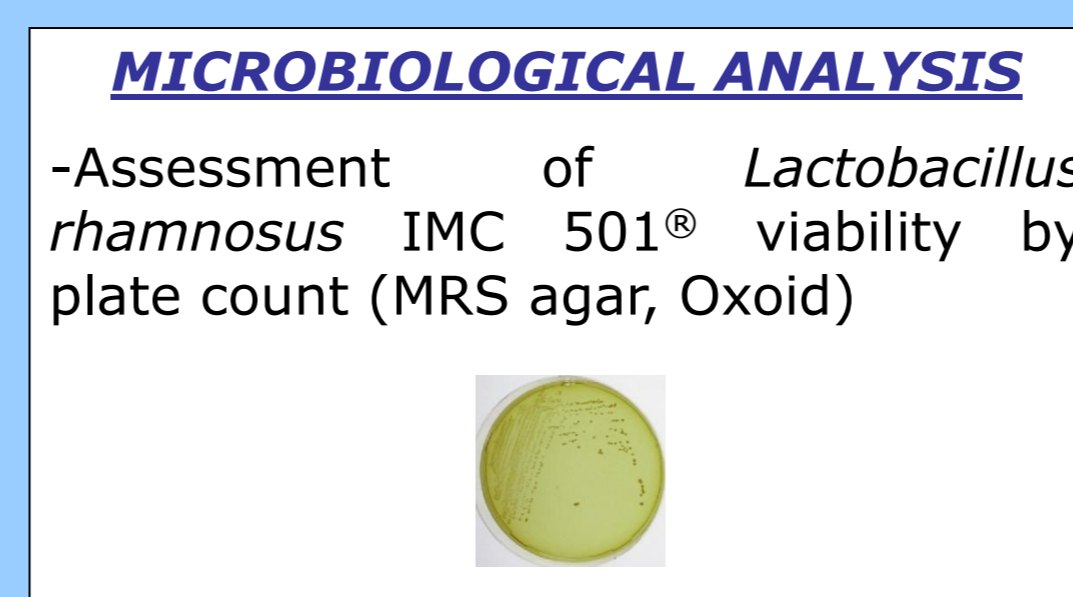 MICROBIOLOGICAL ANALYSIS
-Assessment of Lactobacillus
rhamnosus IMC 501® viability by
plate count (MRS agar, Oxoid)